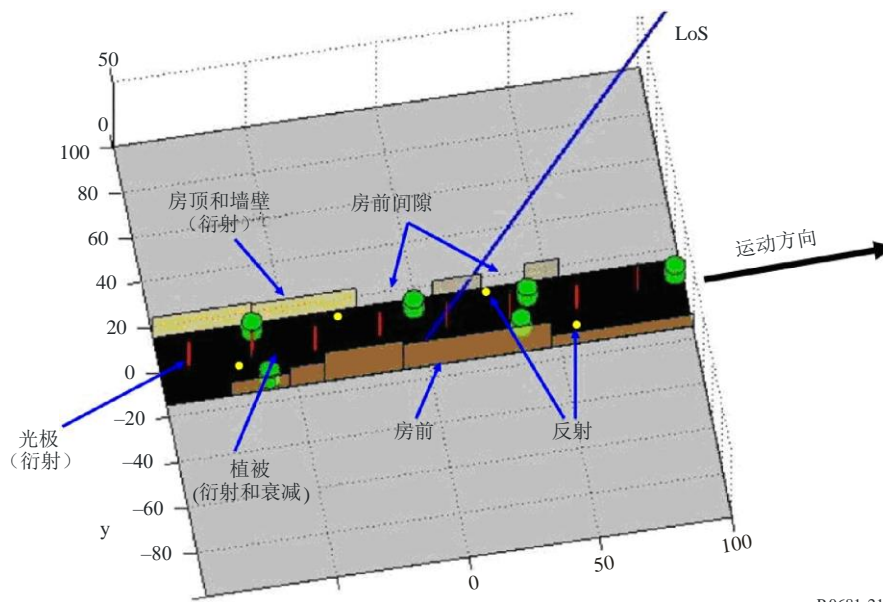 LoS
50
0
100
80
60
40
20
0
–20
–40
–60
–80
y
房顶和墙壁
（衍射）
房前间隙
运动方向
光极
（衍射）
植被
(衍射和衰减)
房前
反射
0
50
100